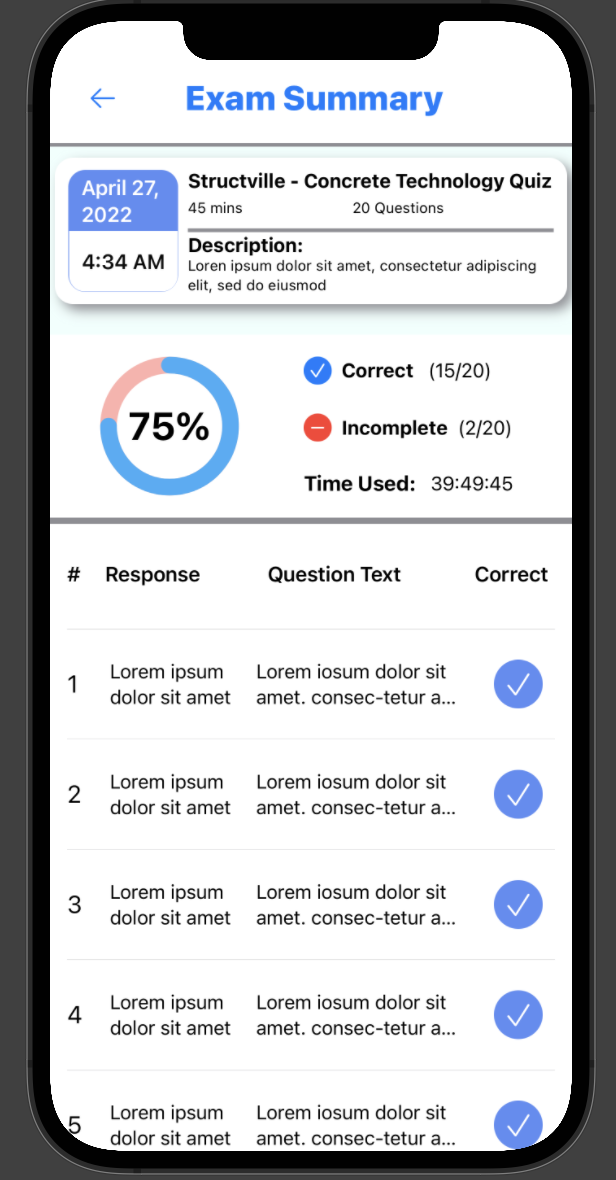 Exam Summary
April 27,
2022
4:34 AM
Structville - Concrete Technology Quiz
45 mins 20 Questions
Description:
Loren ipsum dolor sit amet, consectetur adipiscing
elit, sed do eiusmod
75%
Correct (15/20)
Incomplete (2/20)
Time Used: 39:49:45
# Response Question Text Correct
1 Lorem ipsum Lorem iosum dolor sit
dolor sit amet amet. consec-tetur a...
2 Lorem ipsum Lorem iosum dolor sit
dolor sit amet amet. consec-tetur a...
3 Lorem ipsum Lorem iosum dolor sit
dolor sit amet amet. consec-tetur a...
4 Lorem ipsum Lorem iosum dolor sit
dolor sit amet amet. consec-tetur a...
5 Lorem ipsum Lorem iosum dolor sit
dolor sit amet amet. consec-tetur a...